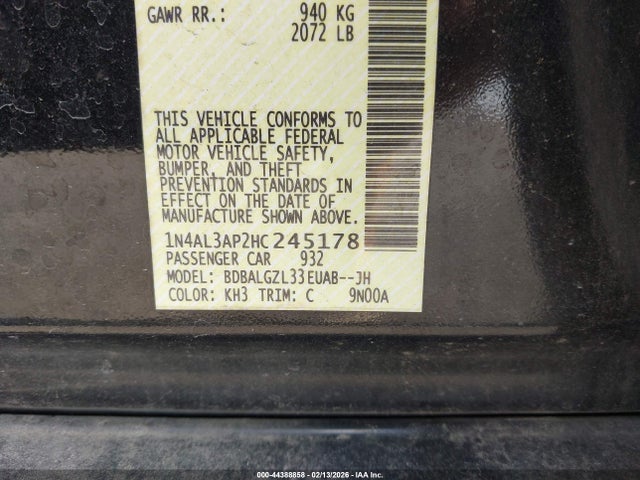 GAWR RR.: 940 KG
2072 LB
THIS VEHICLE CONFORMS TO
ALL APPLICABLE FEDERAL
MOTOR VEHICLE SAFETY,
BUMPER, AND THEFT
PREVENTION STANDARDS IN
EFFECT ON THE DATE OF
MANUFACTURE SHOWN ABOVE.
1N4AL3AP2HC245178
PASSENGER CAR 932
MODEL: BDBALGZL33EUAB--JH
COLOR: KH3 TRIM: C 9N00A
000-44388858 - 02/13/2026 - IAA Inc.